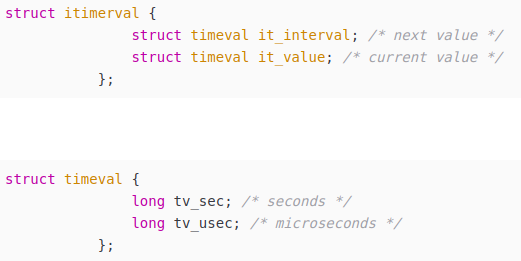 struct itimerval {
struct timeval it_interval; /* next value */
struct timeval it_value; /* current value */
};
struct timeval {
long tv_sec; /* seconds */
long tv_usec; /* microseconds */
};